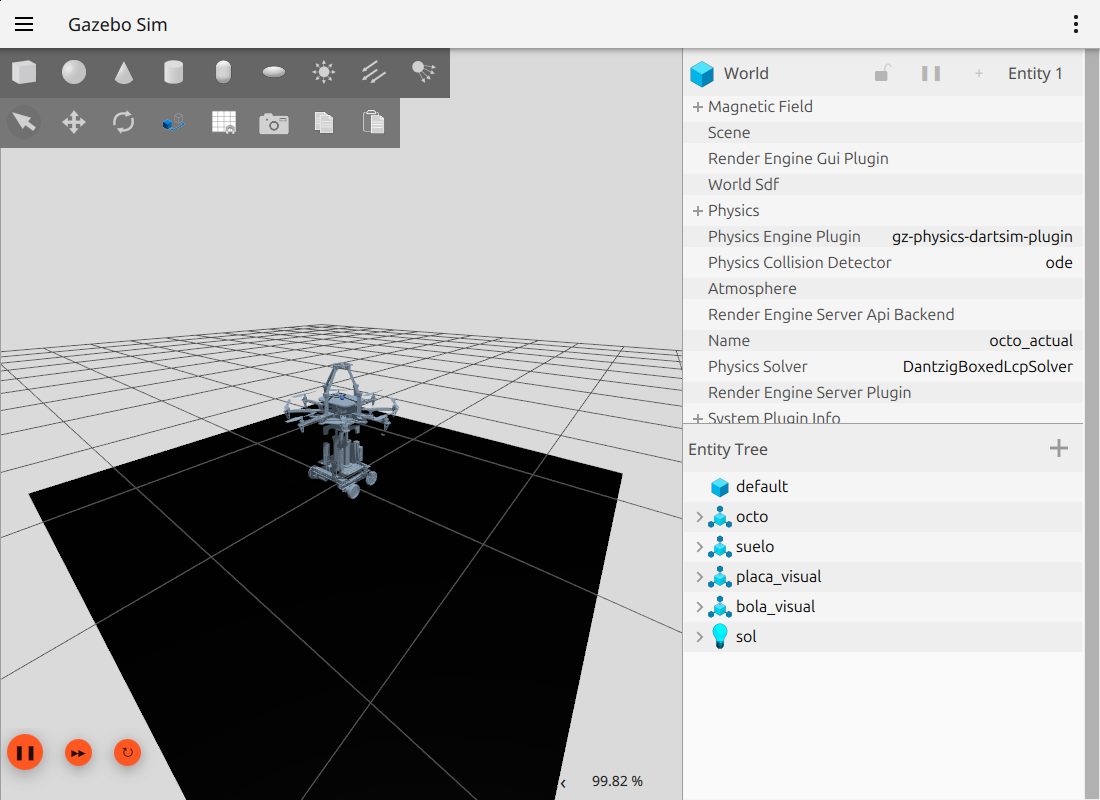 Gazebo Sim
World
Entity 1
Magnetic Field
Scene
Render Engine Gui Plugin
World Sdf
Physics
Physics Engine Plugin gz-physics-dartsim-plugin
Physics Collision Detector ode
Atmosphere
Render Engine Server Api Backend
Name octo_actual
Physics Solver DantzigBoxedLcpSolver
Render Engine Server Plugin
System Plugin Info
Entity Tree
default
octo
suelo
placa_visual
bola_visual
sol
99.82 %